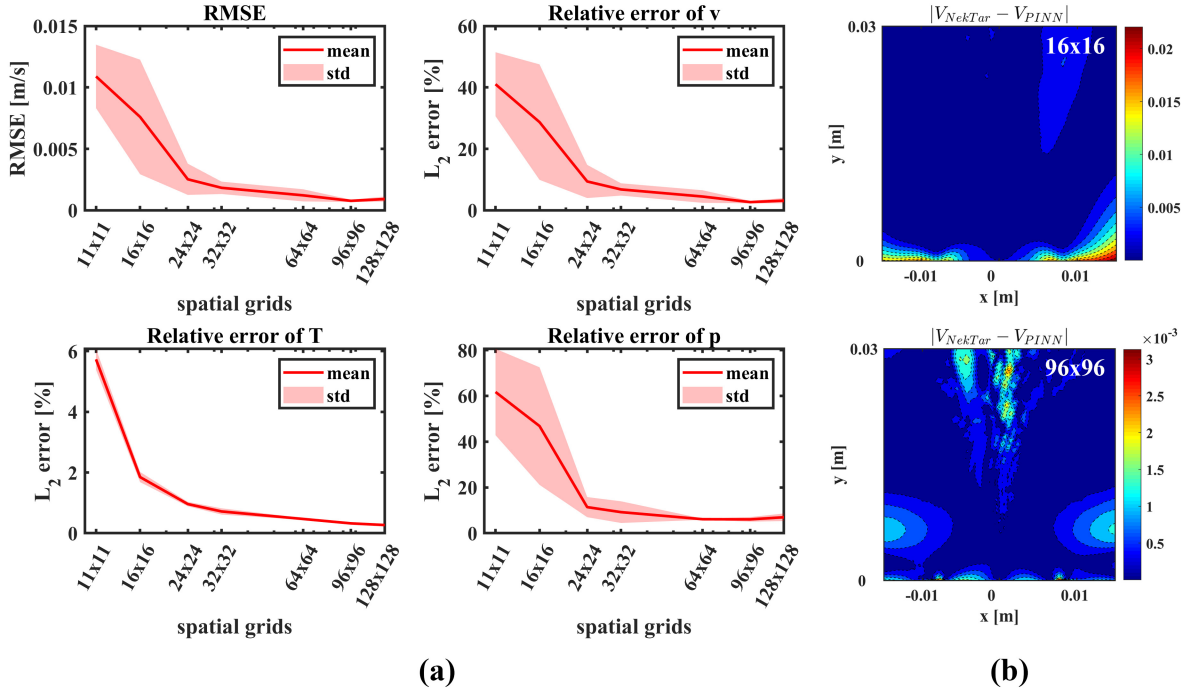 RMSE
0.015
0.01
0.005
0
RMSE [m/s]
mean
std
11x11
16x16
24x24
32x32
64x64
96x96
128x128
spatial grids
Relative error of v
60
40
20
0
L2 error [%]
mean
std
11x11
16x16
24x24
32x32
64x64
96x96
128x128
spatial grids
|V_NekTar − V_PINN|
0.03
16x16
y [m]
0
-0.01
0
0.01
x [m]
0.02
0.015
0.01
0.005
Relative error of T
6
4
2
0
L2 error [%]
mean
std
11x11
16x16
24x24
32x32
64x64
96x96
128x128
spatial grids
Relative error of p
80
60
40
20
0
L2 error [%]
mean
std
11x11
16x16
24x24
32x32
64x64
96x96
128x128
spatial grids
|V_NekTar − V_PINN|
0.03
96x96
y [m]
0
-0.01
0
0.01
x [m]
×10⁻³
3
2.5
2
1.5
1
0.5
(a)
(b)